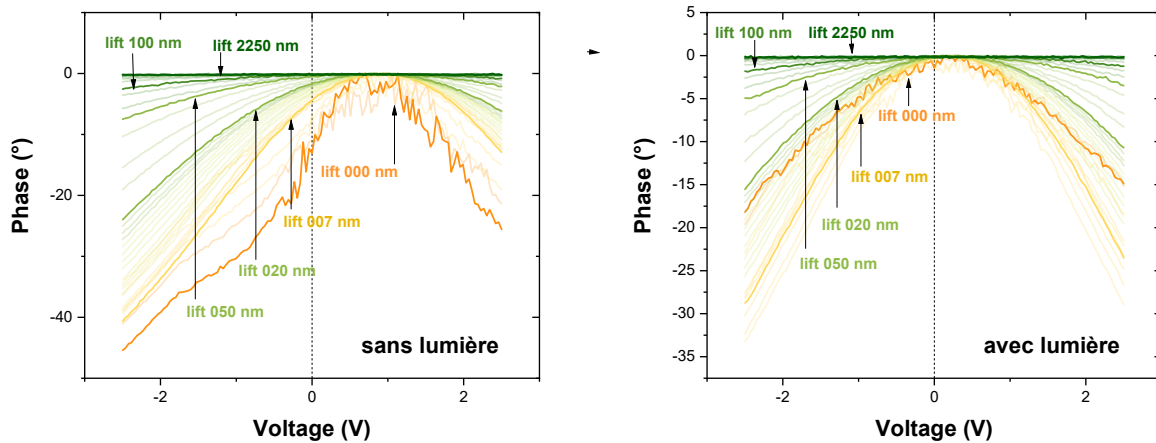 lift 100 nm
lift 2250 nm
0
-20
-40
Phase (°)
lift 000 nm
lift 007 nm
lift 020 nm
lift 050 nm
sans lumière
-2
0
2
Voltage (V)
5
0
-5
-10
-15
-20
-25
-30
-35
Phase (°)
lift 100 nm
lift 2250 nm
lift 000 nm
lift 007 nm
lift 020 nm
lift 050 nm
avec lumière
-2
0
2
Voltage (V)